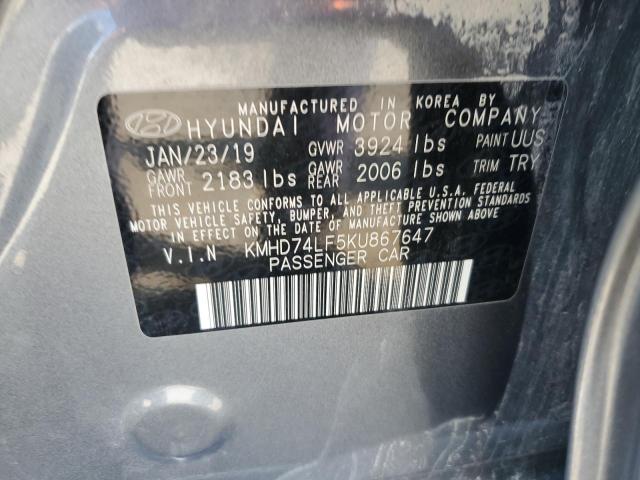 MANUFACTURED IN KOREA BY
HYUNDAI MOTOR COMPANY
JAN/23/19 GVWR 3924 lbs PAINT UUS
GAWR FRONT 2183 lbs GAWR REAR 2006 lbs TRIM TRY
THIS VEHICLE CONFORMS TO ALL APPLICABLE U.S.A. FEDERAL
MOTOR VEHICLE SAFETY, BUMPER, AND THEFT PREVENTION STANDARDS
IN EFFECT ON THE DATE OF MANUFACTURE SHOWN ABOVE.
V.I.N KMHD74LF5KU867647
PASSENGER CAR